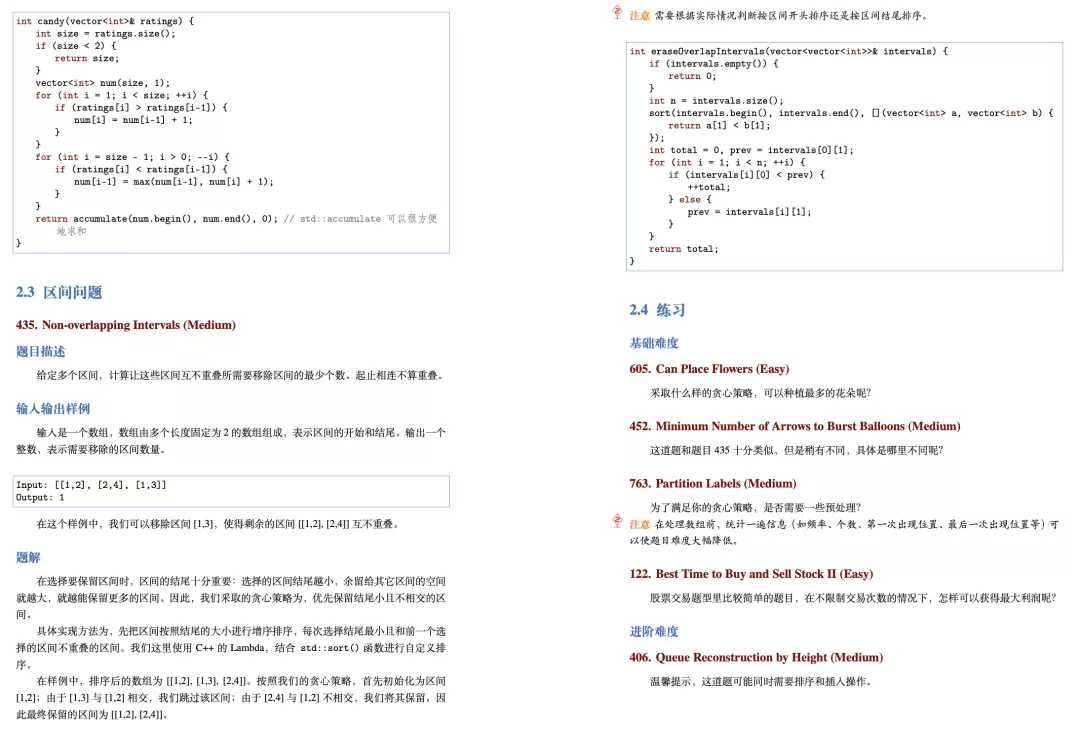 int candy(vector<int>& ratings) {
int size = ratings.size();
if (size < 2) {
return size;
}
vector<int> num(size, 1);
for (int i = 1; i < size; ++i) {
if (ratings[i] > ratings[i-1]) {
num[i] = num[i-1] + 1;
}
}
for (int i = size - 1; i > 0; --i) {
if (ratings[i] < ratings[i-1]) {
num[i-1] = max(num[i-1], num[i] + 1);
}
}
return accumulate(num.begin(), num.end(), 0); // std::accumulate 可以很方便
地求和
}
2.3 区间问题
435. Non-overlapping Intervals (Medium)
题目描述
给定多个区间，计算让这些区间互不重叠所需要移除区间的最少个数。起止相连不算重叠。
输入输出样例
输入是一个数组，数组由多个长度固定为 2 的数组组成，表示区间的开始和结尾。输出一个
整数，表示需要移除的区间数量。
Input: [[1,2], [2,4], [1,3]]
Output: 1
在这个样例中，我们可以移除区间 [1,3]，使得剩余的区间 [[1,2], [2,4]] 互不重叠。
题解
在选择要保留区间时，区间的结尾十分重要：选择的区间结尾越小，余留给其它区间的空间
就越大，就越能保留更多的区间。因此，我们采取的贪心策略为，优先保留结尾小且不相交的区
间。
具体实现方法为，先把区间按照结尾的大小进行增序排序，每次选择结尾最小且和前一个选
择的区间不重叠的区间。我们这里使用 C++ 的 Lambda，结合 std::sort() 函数进行自定义排
序。
在样例中，排序后的数组为 [[1,2], [1,3], [2,4]]。按照我们的贪心策略，首先初始化为区间
[1,2]；由于 [1,3] 与 [1,2] 相交，我们跳过该区间；由于 [2,4] 与 [1,2] 不相交，我们将其保留。因
此最终保留的区间为 [[1,2], [2,4]]。
注意 需要根据实际情况判断按区间开头排序还是按区间结尾排序。
int eraseOverlapIntervals(vector<vector<int>>& intervals) {
if (intervals.empty()) {
return 0;
}
int n = intervals.size();
sort(intervals.begin(), intervals.end(), [](vector<int> a, vector<int> b) {
return a[1] < b[1];
});
int total = 0, prev = intervals[0][1];
for (int i = 1; i < n; ++i) {
if (intervals[i][0] < prev) {
++total;
} else {
prev = intervals[i][1];
}
}
return total;
}
2.4 练习
基础难度
605. Can Place Flowers (Easy)
采取什么样的贪心策略，可以种植最多的花朵呢？
452. Minimum Number of Arrows to Burst Balloons (Medium)
这道题和题目 435 十分类似，但是稍有不同，具体是哪里不同呢？
763. Partition Labels (Medium)
为了满足你的贪心策略，是否需要一些预处理？
注意 在处理数组前，统计一遍信息（如频率、个数、第一次出现位置、最后一次出现位置等）可
以使题目难度大幅降低。
122. Best Time to Buy and Sell Stock II (Easy)
股票交易题型里比较简单的题目，在不限制交易次数的情况下，怎样可以获得最大利润呢？
进阶难度
406. Queue Reconstruction by Height (Medium)
温馨提示，这道题可能同时需要排序和插入操作。